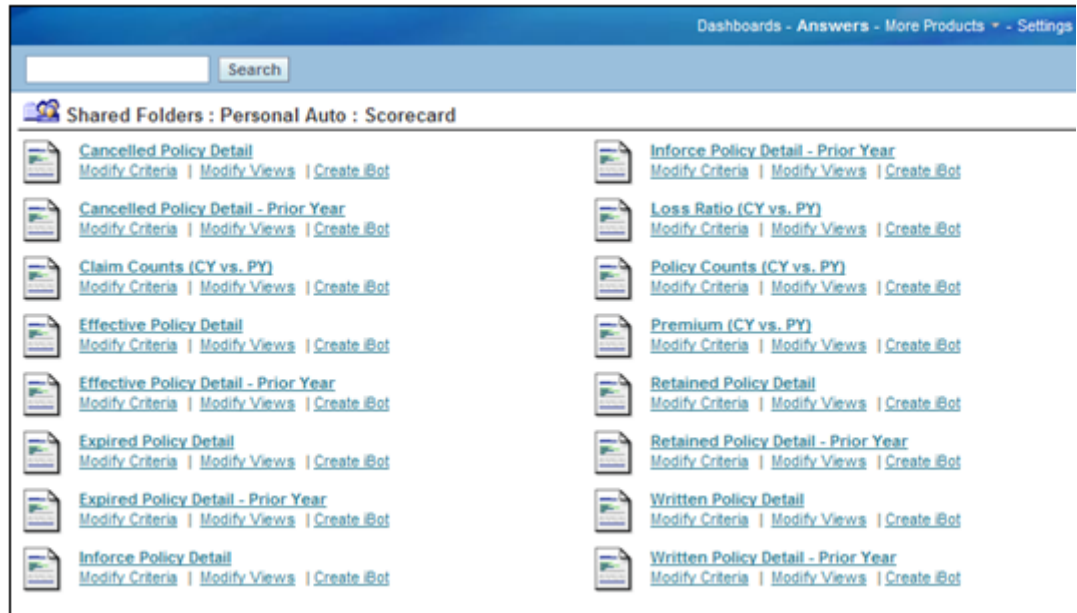 Dashboards - Answers - More Products - Settings
Search
Shared Folders : Personal Auto : Scorecard
Cancelled Policy Detail
Modify Criteria | Modify Views | Create iBot
Cancelled Policy Detail - Prior Year
Modify Criteria | Modify Views | Create iBot
Claim Counts (CY vs. PY)
Modify Criteria | Modify Views | Create iBot
Effective Policy Detail
Modify Criteria | Modify Views | Create iBot
Effective Policy Detail - Prior Year
Modify Criteria | Modify Views | Create iBot
Expired Policy Detail
Modify Criteria | Modify Views | Create iBot
Expired Policy Detail - Prior Year
Modify Criteria | Modify Views | Create iBot
Inforce Policy Detail
Modify Criteria | Modify Views | Create iBot
Inforce Policy Detail - Prior Year
Modify Criteria | Modify Views | Create iBot
Loss Ratio (CY vs. PY)
Modify Criteria | Modify Views | Create iBot
Policy Counts (CY vs. PY)
Modify Criteria | Modify Views | Create iBot
Premium (CY vs. PY)
Modify Criteria | Modify Views | Create iBot
Retained Policy Detail
Modify Criteria | Modify Views | Create iBot
Retained Policy Detail - Prior Year
Modify Criteria | Modify Views | Create iBot
Written Policy Detail
Modify Criteria | Modify Views | Create iBot
Written Policy Detail - Prior Year
Modify Criteria | Modify Views | Create iBot